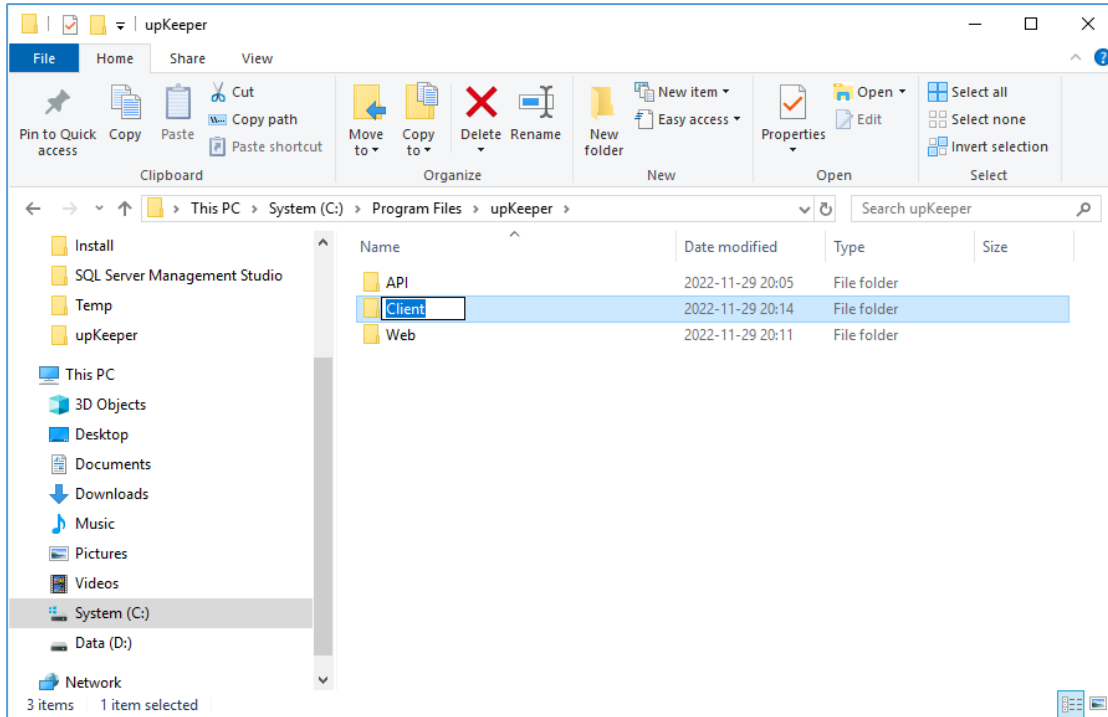 upKeeper
File Home Share View
Pin to Quick access
Copy
Paste
Cut
Copy path
Paste shortcut
Clipboard
Move to
Copy to
Delete
Rename
Organize
New folder
New item
Easy access
New
Properties
Open
Edit
Open
Select all
Select none
Invert selection
Select
This PC > System (C:) > Program Files > upKeeper >
Search upKeeper
Install
SQL Server Management Studio
Temp
upKeeper
This PC
3D Objects
Desktop
Documents
Downloads
Music
Pictures
Videos
System (C:)
Data (D:)
Network
Name Date modified Type Size
API 2022-11-29 20:05 File folder
Client 2022-11-29 20:14 File folder
Web 2022-11-29 20:11 File folder
3 items 1 item selected